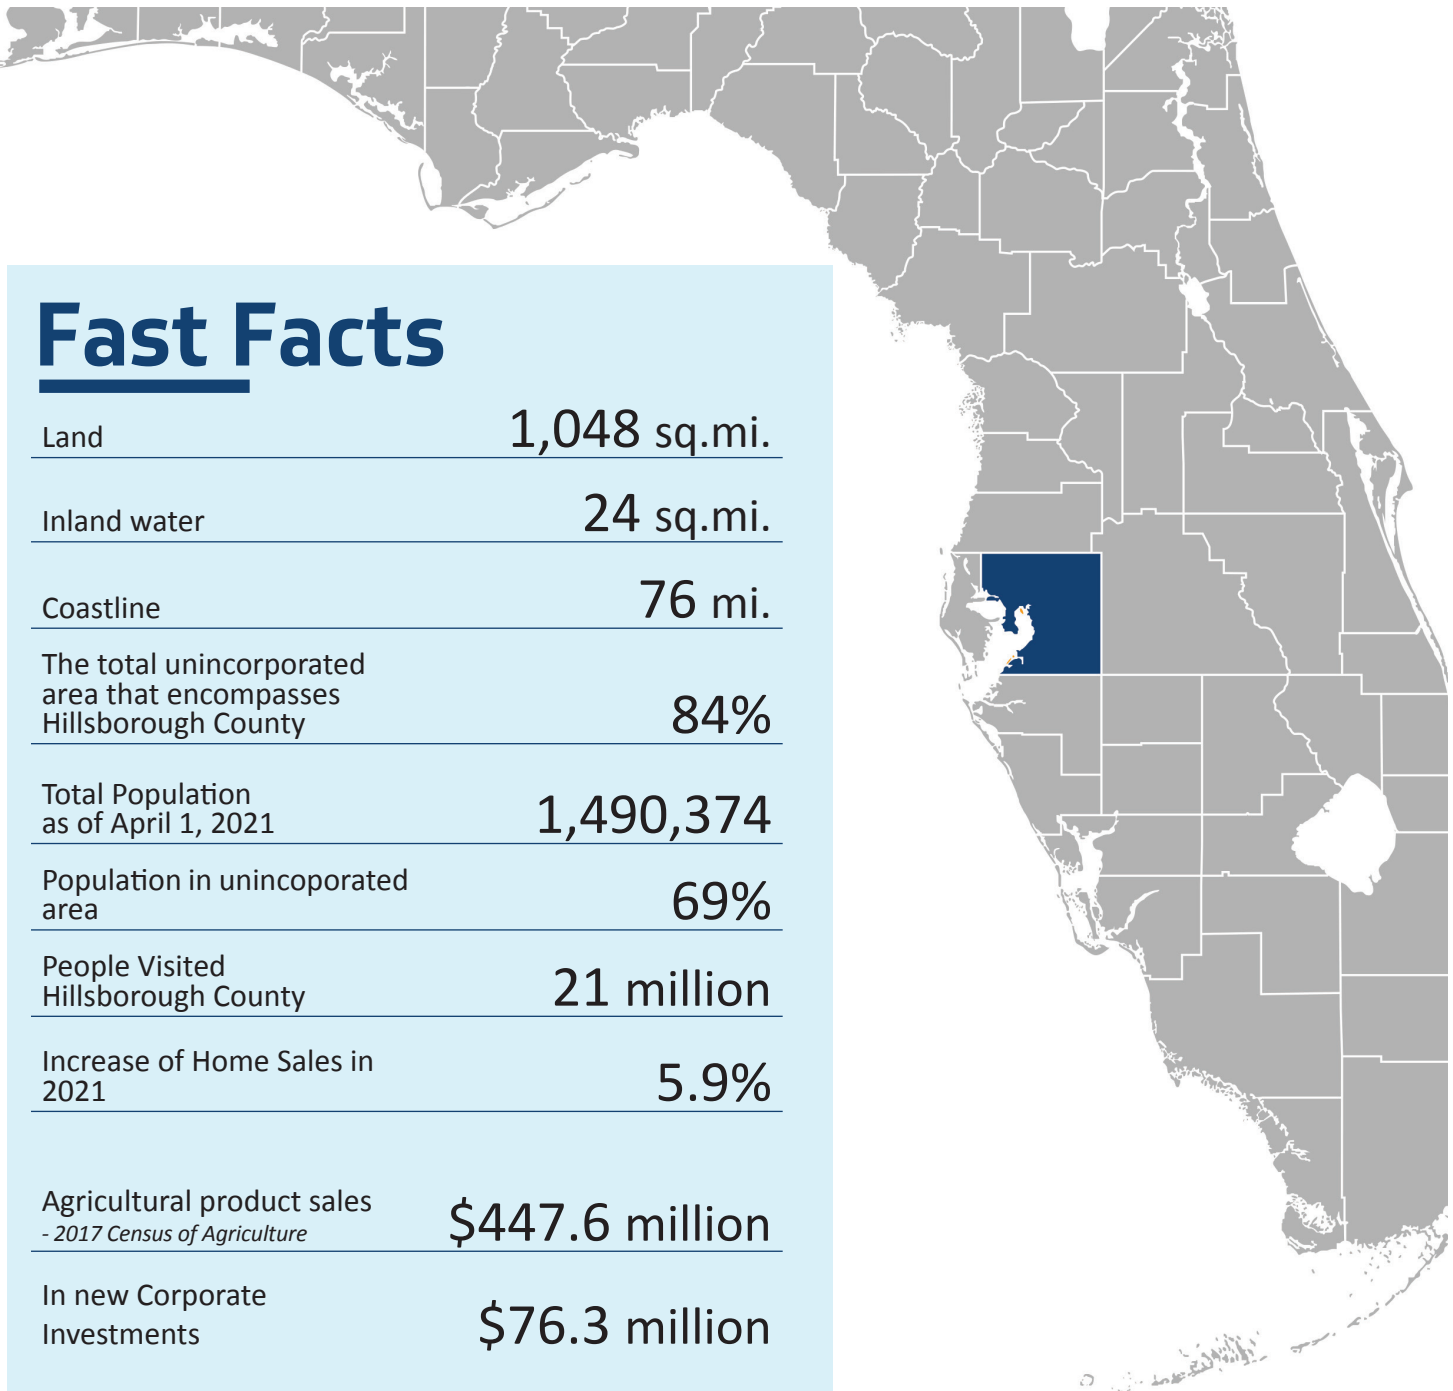 Fast Facts
Land 1,048 sq.mi.
Inland water 24 sq.mi.
Coastline 76 mi.
The total unincorporated
area that encompasses
Hillsborough County 84%
Total Population
as of April 1, 2021 1,490,374
Population in unincoporated
area 69%
People Visited
Hillsborough County 21 million
Increase of Home Sales in
2021 5.9%
Agricultural product sales
- 2017 Census of Agriculture $447.6 million
In new Corporate
Investments $76.3 million